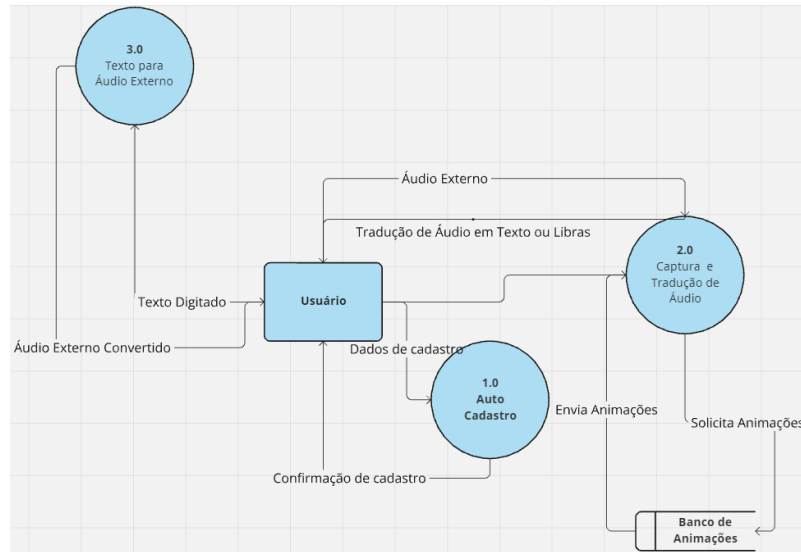 3.0
Texto para
Áudio Externo
Áudio Externo
Tradução de Áudio em Texto ou Libras
2.0
Captura e
Tradução de
Áudio
Usuário
Texto Digitado
Áudio Externo Convertido
Dados de cadastro
1.0
Auto
Cadastro
Envia Animações
Solicita Animações
Confirmação de cadastro
Banco de
Animações